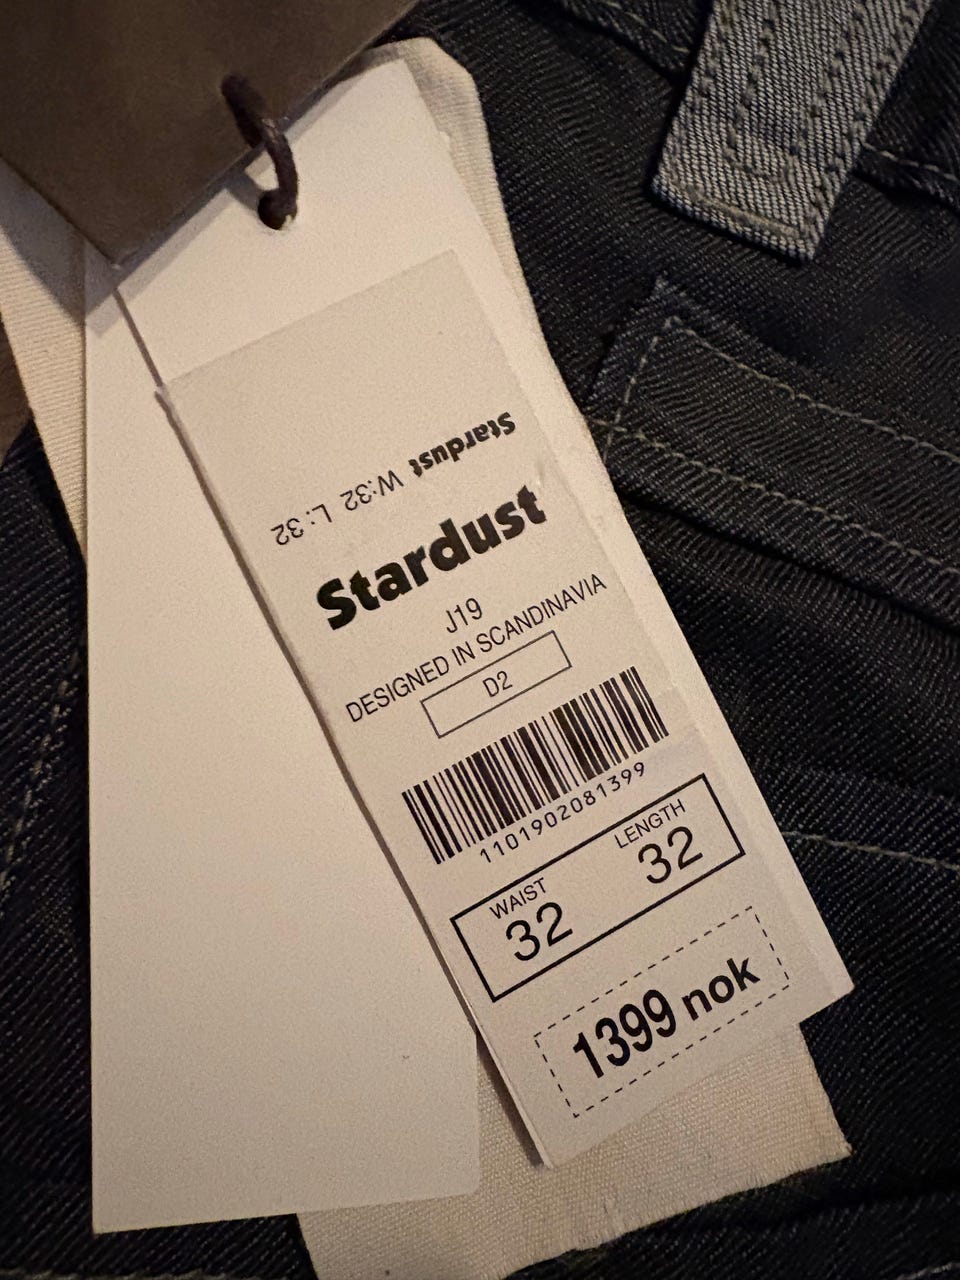 Stardust W:32 L:32
Stardust
J19
DESIGNED IN SCANDINAVIA
D2
1101902081399
WAIST LENGTH
32 32
1399 nok